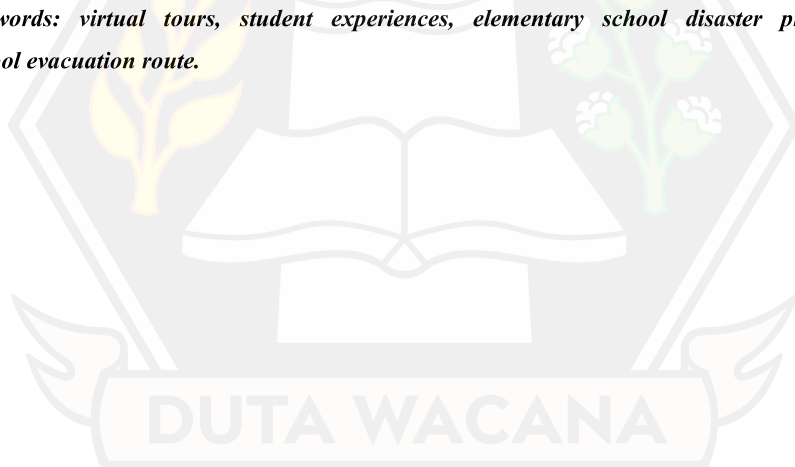 words: virtual tours, student experiences, elementary school disaster p
ol evacuation route.
DUTA WACANA